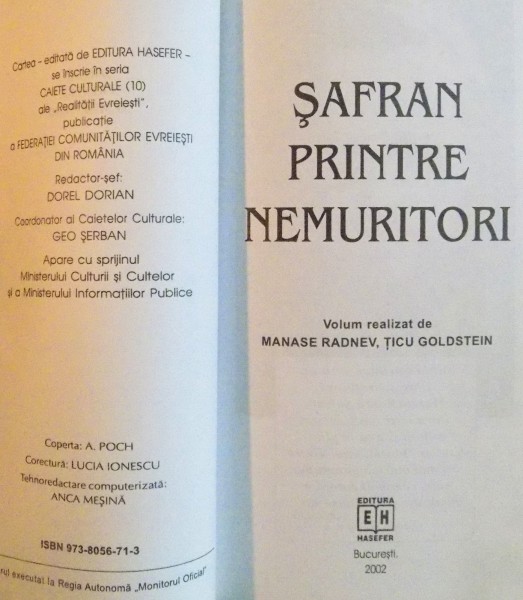 Cartea – editată de EDITURA HASEFER –
se înscrie în seria
CAIETE CULTURALE (10)
ale „Realității Evreiești",
publicație
a FEDERAȚIEI COMUNITĂȚILOR EVREIEȘTI
DIN ROMÂNIA
Redactor-șef:
DOREL DORIAN
Coordonator al Caietelor Culturale:
GEO ȘERBAN
Apare cu sprijinul
Ministerului Culturii și Cultelor
și a Ministerului Informațiilor Publice
Coperta: A. POCH
Corectură: LUCIA IONESCU
Tehnoredactare computerizată:
ANCA MEȘINĂ
ISBN 973-8056-71-3
executat la Regia Autonomă „Monitorul Oficial"
ȘAFRAN
PRINTRE
NEMURITORI
Volum realizat de
MANASE RADNEV, ȚICU GOLDSTEIN
EDITURA
E H
HASEFER
București.
2002